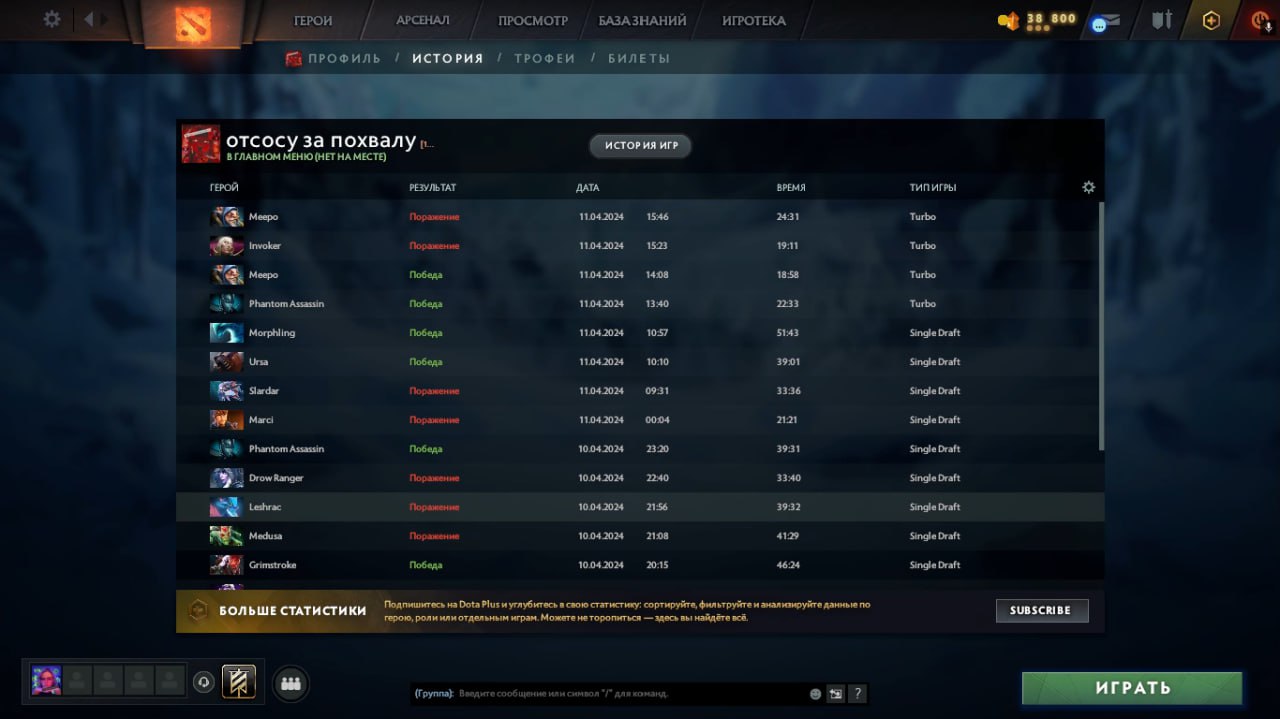 ГЕРОИ АРСЕНАЛ ПРОСМОТР БАЗА ЗНАНИЙ ИГРОТЕКА 38 800
ПРОФИЛЬ / ИСТОРИЯ / ТРОФЕИ / БИЛЕТЫ
отсосу за похвалу [1...
В ГЛАВНОМ МЕНЮ (НЕТ НА МЕСТЕ)
ИСТОРИЯ ИГР
ГЕРОЙ РЕЗУЛЬТАТ ДАТА ВРЕМЯ ТИП ИГРЫ
Meepo Поражение 11.04.2024 15:46 24:31 Turbo
Invoker Поражение 11.04.2024 15:23 19:11 Turbo
Meepo Победа 11.04.2024 14:08 18:58 Turbo
Phantom Assassin Победа 11.04.2024 13:40 22:33 Turbo
Morphling Победа 11.04.2024 10:57 51:43 Single Draft
Ursa Победа 11.04.2024 10:10 39:01 Single Draft
Slardar Поражение 11.04.2024 09:31 33:36 Single Draft
Marci Поражение 11.04.2024 00:04 21:21 Single Draft
Phantom Assassin Победа 10.04.2024 23:20 39:31 Single Draft
Drow Ranger Поражение 10.04.2024 22:40 33:40 Single Draft
Leshrac Поражение 10.04.2024 21:56 39:32 Single Draft
Medusa Поражение 10.04.2024 21:08 41:29 Single Draft
Grimstroke Победа 10.04.2024 20:15 46:24 Single Draft
БОЛЬШЕ СТАТИСТИКИ
Подпишитесь на Dota Plus и углубитесь в свою статистику: сортируйте, фильтруйте и анализируйте данные по
герою, роли или отдельным играм. Можете не торопиться — здесь вы найдёте всё.
SUBSCRIBE
(Группа): Введите сообщение или символ "/" для команд. ?
ИГРАТЬ